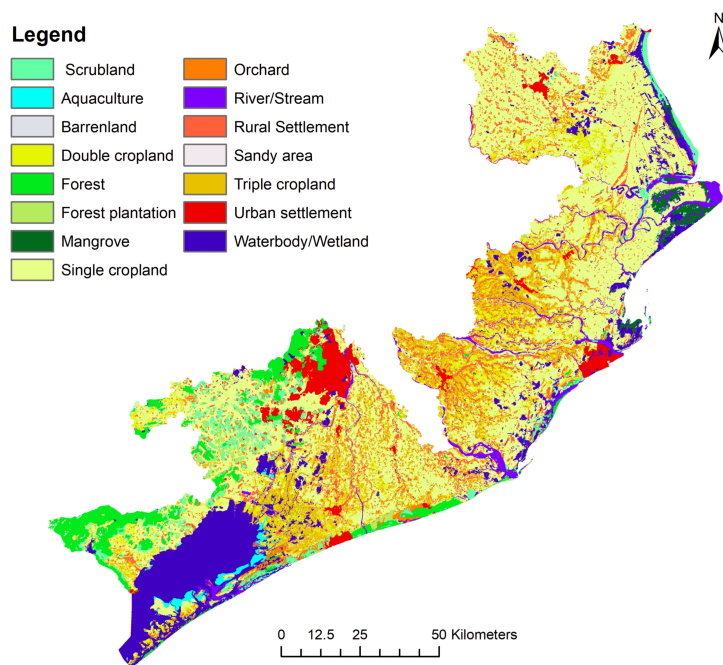 N
Legend
Scrubland
Aquaculture
Barrenland
Double cropland
Forest
Forest plantation
Mangrove
Single cropland
Orchard
River/Stream
Rural Settlement
Sandy area
Triple cropland
Urban settlement
Waterbody/Wetland
0 12.5 25 50 Kilometers